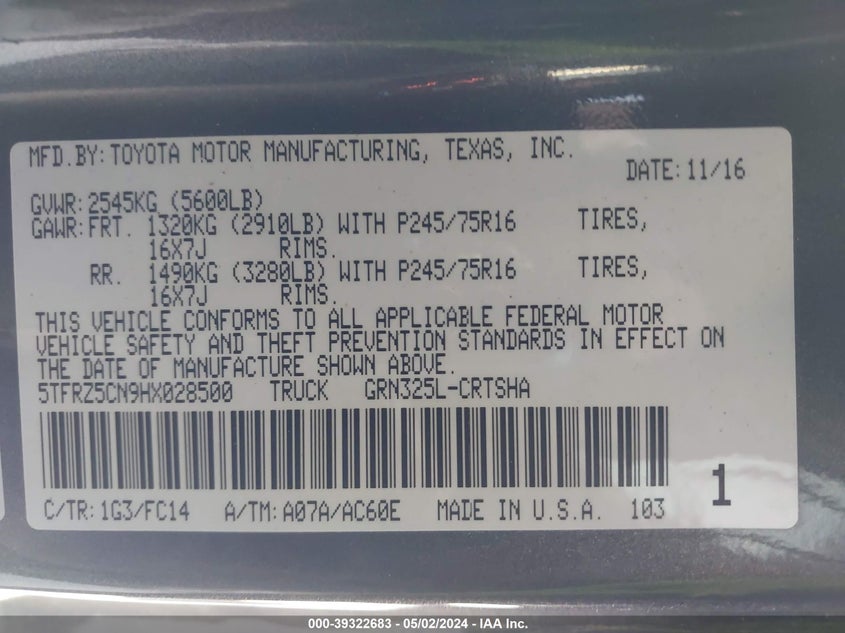 MFD.BY: TOYOTA MOTOR MANUFACTURING, TEXAS, INC.
DATE: 11/16
GVWR: 2545KG (5600LB)
GAWR: FRT. 1320KG (2910LB) WITH P245/75R16 TIRES,
16X7J RIMS.
RR. 1490KG (3280LB) WITH P245/75R16 TIRES,
16X7J RIMS.
THIS VEHICLE CONFORMS TO ALL APPLICABLE FEDERAL MOTOR
VEHICLE SAFETY AND THEFT PREVENTION STANDARDS IN EFFECT ON
THE DATE OF MANUFACTURE SHOWN ABOVE.
5TFRZ5CN9HX028500 TRUCK GRN325L-CRTSHA
1
C/TR: 1G3/FC14 A/TM: A07A/AC60E MADE IN U.S.A. 103
000-39322683 - 05/02/2024 - IAA Inc.